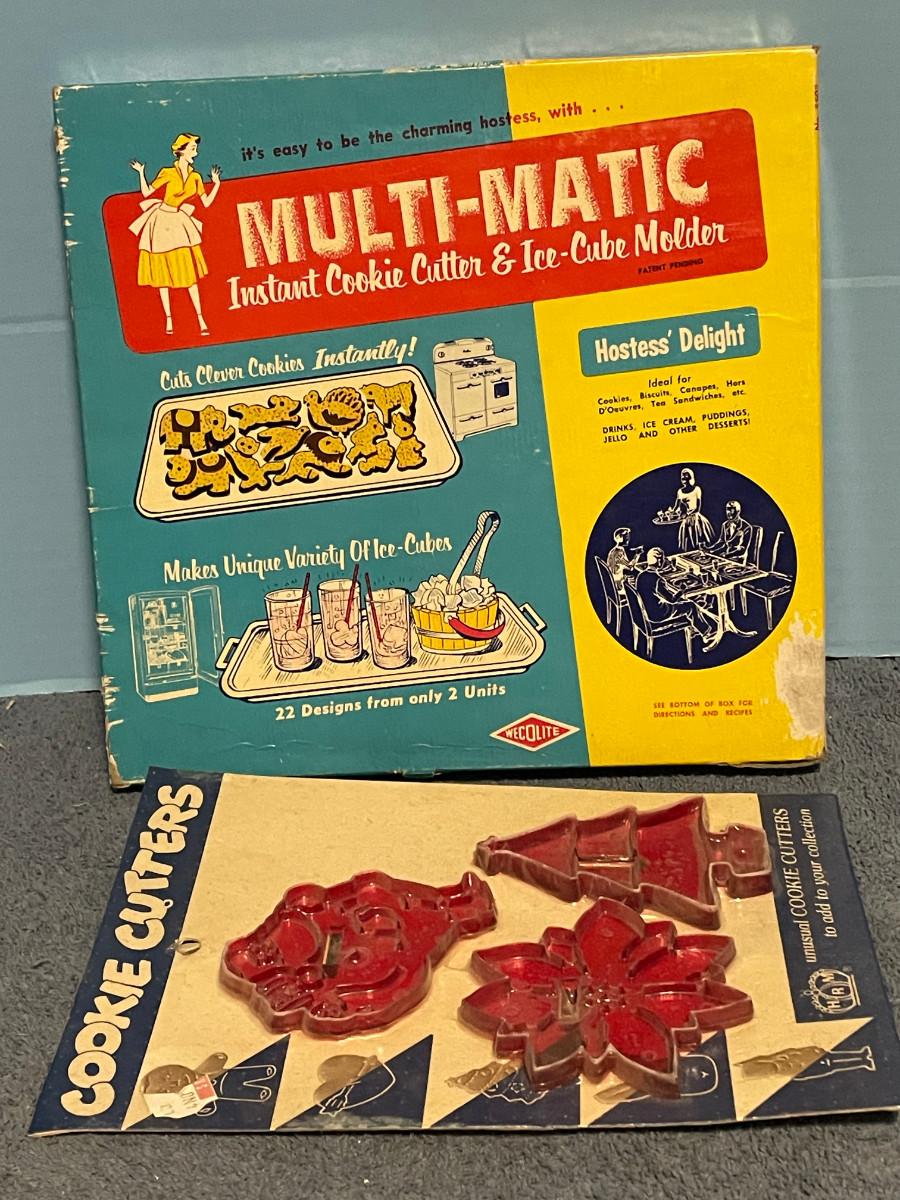 it's easy to be the charming hostess, with . . .
MULTI-MATIC
Instant Cookie Cutter & Ice-Cube Molder
PATENT PENDING
Cuts Clever Cookies Instantly!
Hostess' Delight
Ideal for
Cookies, Biscuits, Canapes, Hors
D'Oeuvres, Tea Sandwiches, etc.
DRINKS, ICE CREAM, PUDDINGS,
JELLO AND OTHER DESSERTS!
Makes Unique Variety Of Ice-Cubes
22 Designs from only 2 Units
WECOLITE
SEE BOTTOM OF BOX FOR
DIRECTIONS AND RECIPES
COOKIE CUTTERS
unusual COOKIE CUTTERS
to add to your collection
HRM